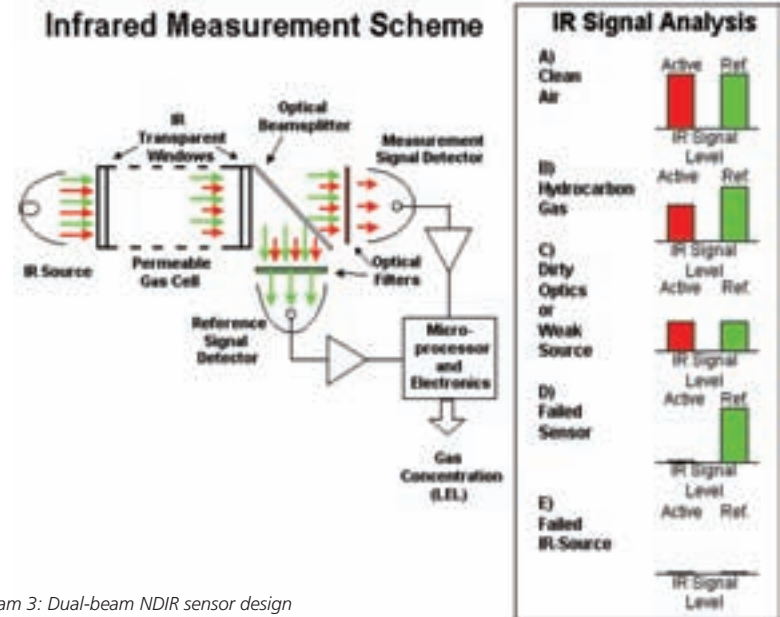 Infrared Measurement Scheme
Optical
Beamsplitter
IR
Transparent
Windows
Measurement
Signal Detector
IR Source
Permeable
Gas Cell
Optical
Filters
Reference
Signal
Detector
Micro-
processor
and
Electronics
Gas
Concentration
(LEL)
IR Signal Analysis
A)
Clean
Air
Active Ref.
IR Signal
Level
B)
Hydrocarbon
Gas
Active Ref.
IR Signal
Level
C)
Dirty
Optics
or
Weak
Source
Active Ref.
IR Signal
Level
D)
Failed
Sensor
Active Ref.
IR Signal
Level
E)
Failed
IR-Source
Active Ref.
IR Signal
Level
am 3: Dual-beam NDIR sensor design